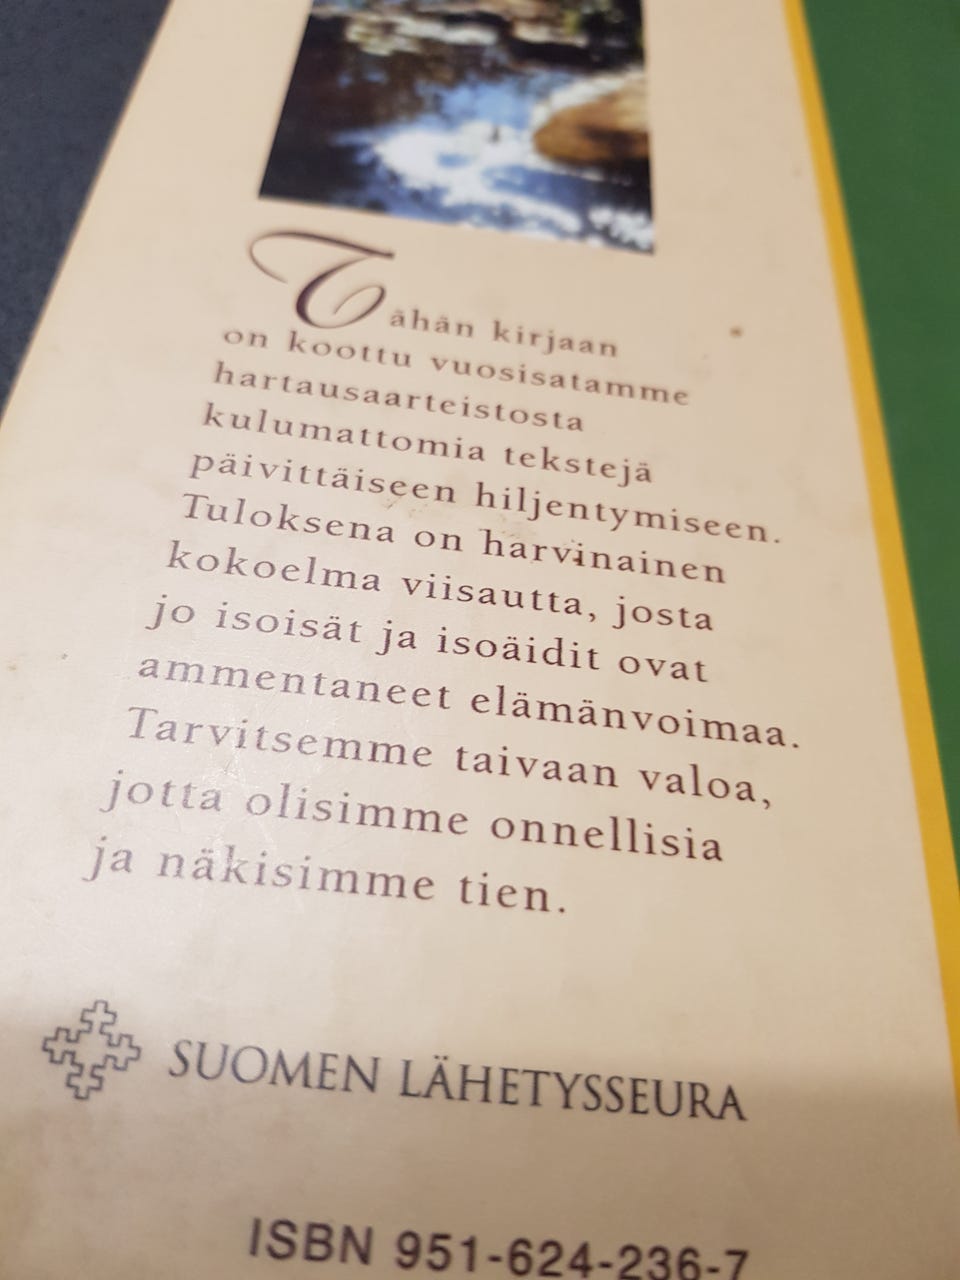 Tähän kirjaan
on koottu vuosisatamme
hartausaarteistosta
kulumattomia tekstejä
päivittäiseen hiljentymiseen.
Tuloksena on harvinainen
kokoelma viisautta, josta
jo isoisät ja isoäidit ovat
ammentaneet elämänvoimaa.
Tarvitsemme taivaan valoa,
jotta olisimme onnellisia
ja näkisimme tien.
SUOMEN LÄHETYSSEURA
ISBN 951-624-236-7